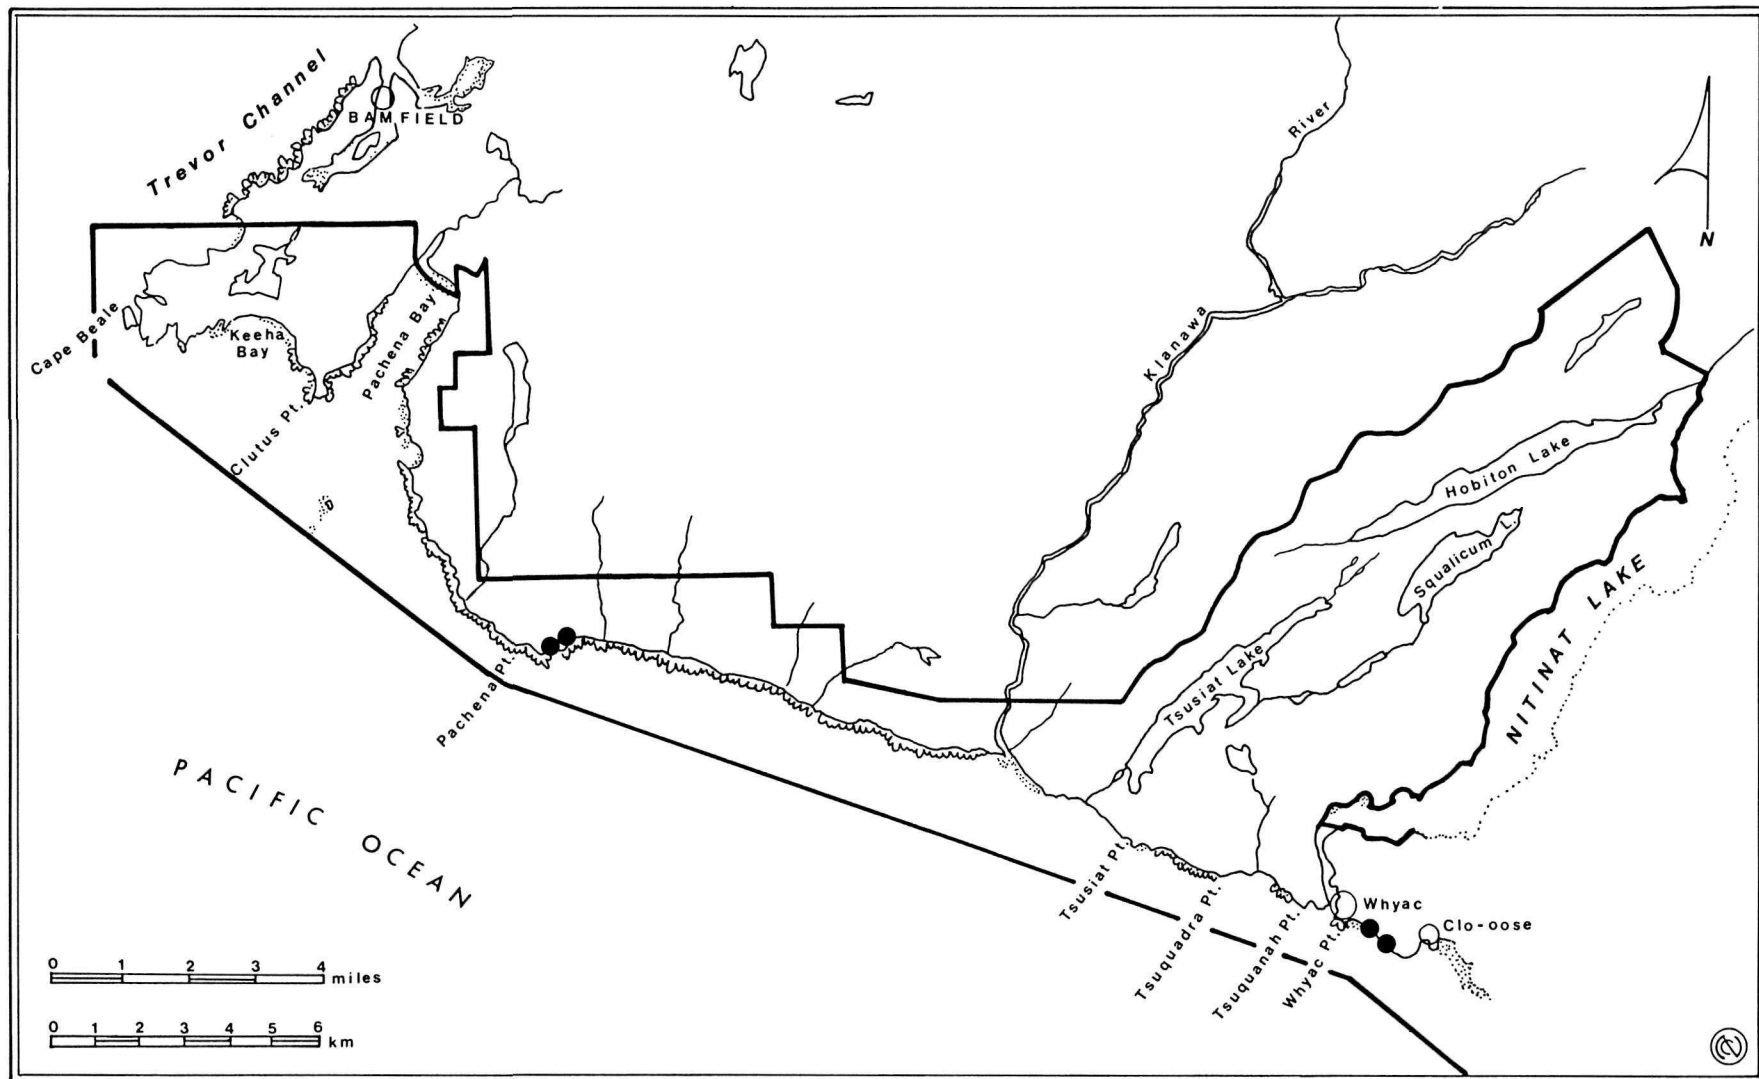 Trevor Channel
BAMFIELD
River
N
Cape Beale
Keeha
Bay
Pachena Bay
Clutus Pt.
Klanawa
Hobiton Lake
Squalicum L.
NITINAT LAKE
Tsusiat Lake
Pachena Pt.
PACIFIC OCEAN
Tsusiat Pt.
Tsuquadra Pt.
Tsuquanah Pt.
Whyac Pt.
Whyac
Clo-oose
0 1 2 3 4
miles
0 1 2 3 4 5 6
km